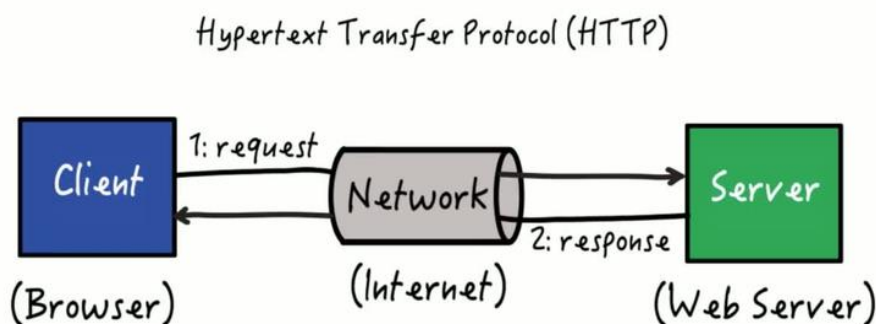 Hypertext Transfer Protocol (HTTP)
1: request
Client
Network
Server
2: response
(Browser)
(Internet)
(Web Server)